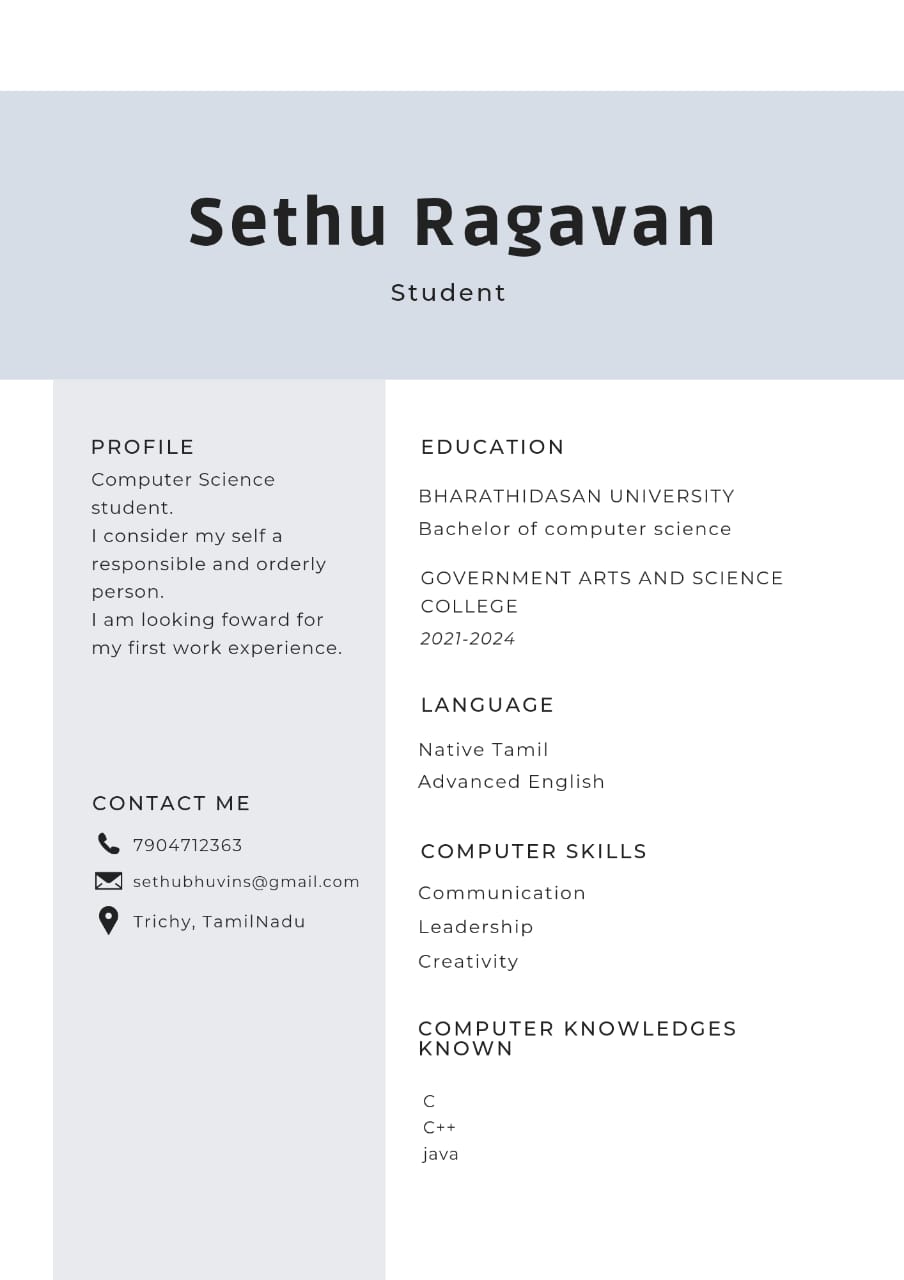 Sethu Ragavan
Student
PROFILE
Computer Science
student.
I consider my self a
responsible and orderly
person.
I am looking foward for
my first work experience.
CONTACT ME
7904712363
sethubhuvins@gmail.com
Trichy, TamilNadu
EDUCATION
BHARATHIDASAN UNIVERSITY
Bachelor of computer science
GOVERNMENT ARTS AND SCIENCE
COLLEGE
2021-2024
LANGUAGE
Native Tamil
Advanced English
COMPUTER SKILLS
Communication
Leadership
Creativity
COMPUTER KNOWLEDGES
KNOWN
C
C++
java